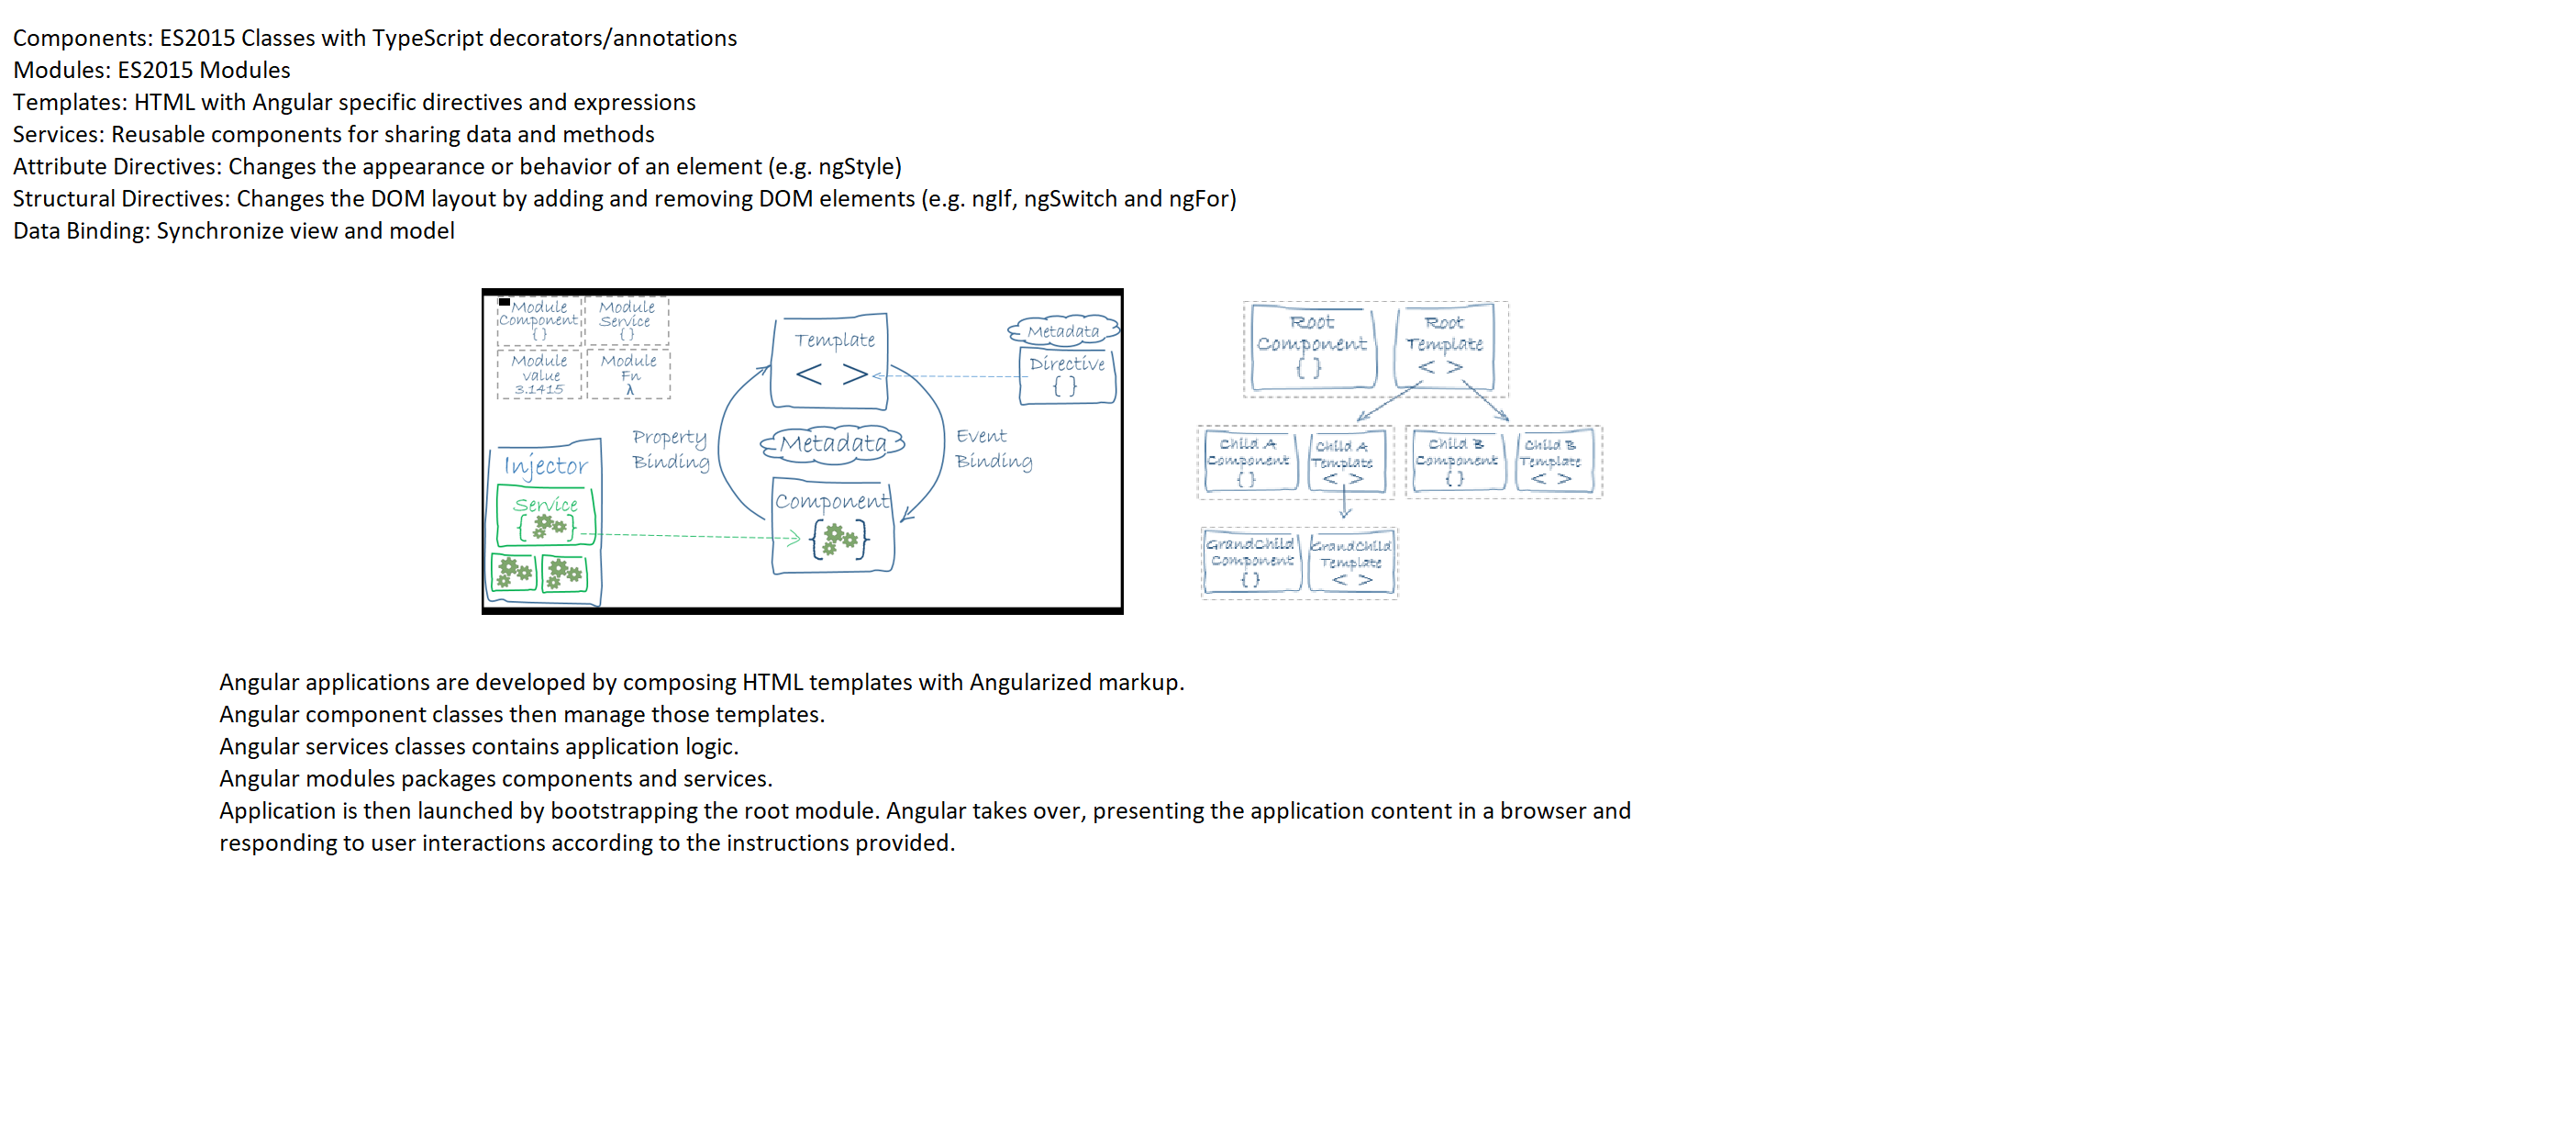 Components: ES2015 Classes with TypeScript decorators/annotations
Modules: ES2015 Modules
Templates: HTML with Angular specific directives and expressions
Services: Reusable components for sharing data and methods
Attribute Directives: Changes the appearance or behavior of an element (e.g. ngStyle)
Structural Directives: Changes the DOM layout by adding and removing DOM elements (e.g. ngIf, ngSwitch and ngFor)
Data Binding: Synchronize view and model
Module
Component
{ }
Module
Service
{ }
Module
value
3.1415
Module
Fn
λ
Template
< >
Metadata
Directive
{ }
Property
Binding
Metadata
Event
Binding
Injector
Service
{ }
Component
{ }
Root
Component
{ }
Root
Template
< >
Child A
Component
{ }
Child A
Template
< >
Child B
Component
{ }
Child B
Template
< >
GrandChild
Component
{ }
GrandChild
Template
< >
Angular applications are developed by composing HTML templates with Angularized markup.
Angular component classes then manage those templates.
Angular services classes contains application logic.
Angular modules packages components and services.
Application is then launched by bootstrapping the root module. Angular takes over, presenting the application content in a browser and
responding to user interactions according to the instructions provided.